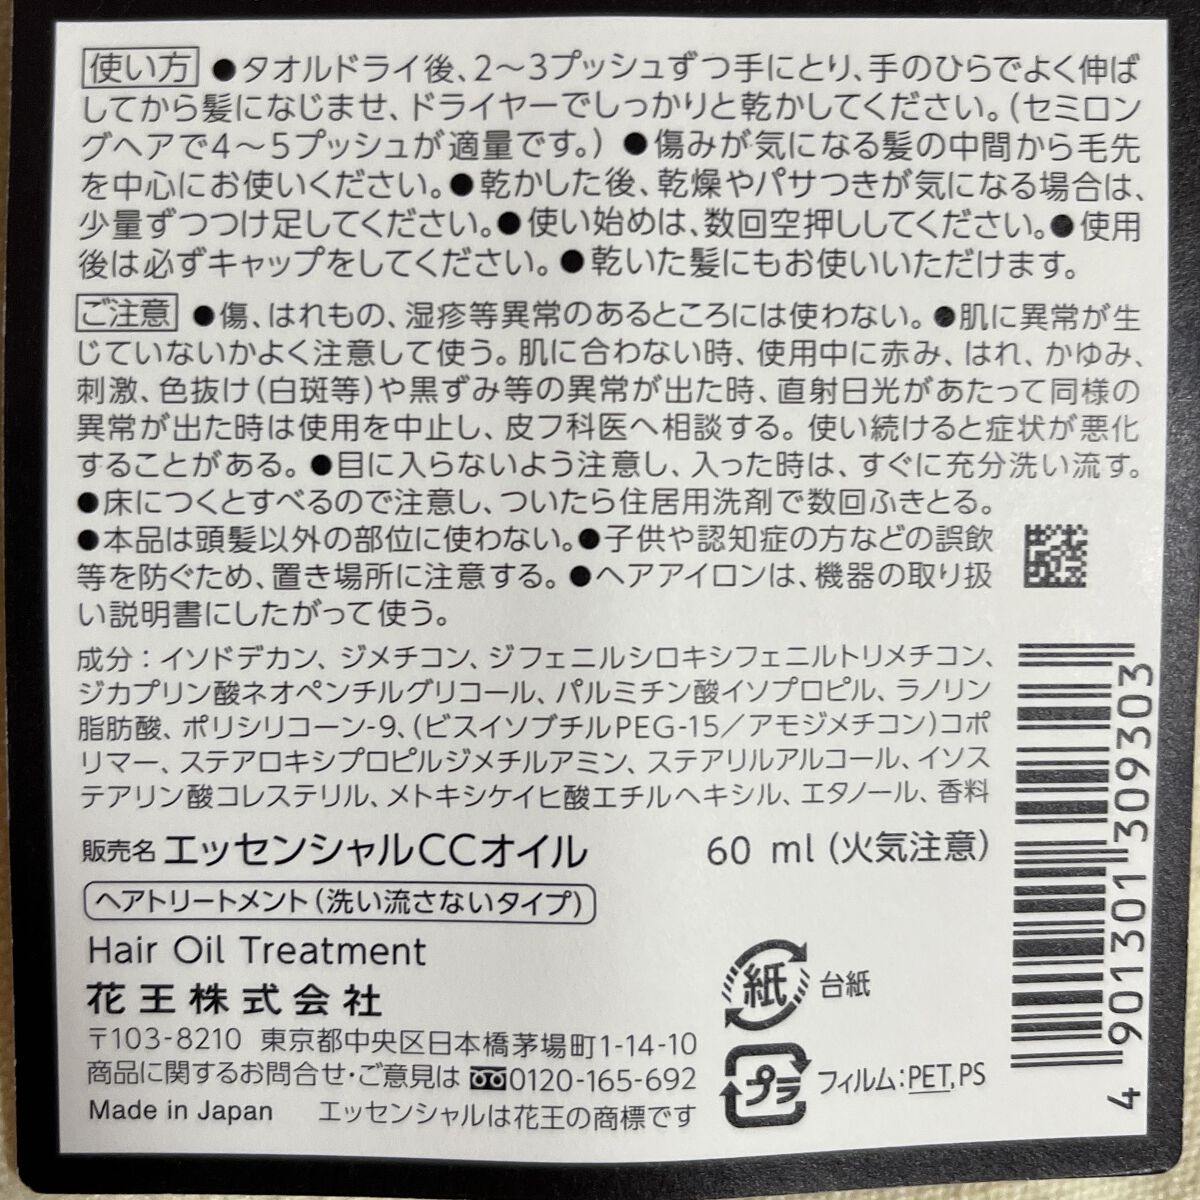 使い方 ●タオルドライ後、2〜3プッシュずつ手にとり、手のひらでよく伸ば
してから髪になじませ、ドライヤーでしっかりと乾かしてください。(セミロン
グヘアで4〜5プッシュが適量です。) ●傷みが気になる髪の中間から毛先
を中心にお使いください。●乾かした後、乾燥やパサつきが気になる場合は、
少量ずつつけ足してください。●使い始めは、数回空押ししてください。●使用
後は必ずキャップをしてください。●乾いた髪にもお使いいただけます。
ご注意 ●傷、はれもの、湿疹等異常のあるところには使わない。●肌に異常が生
じていないかよく注意して使う。肌に合わない時、使用中に赤み、はれ、かゆみ、
刺激、色抜け(白斑等)や黒ずみ等の異常が出た時、直射日光があたって同様の
異常が出た時は使用を中止し、皮フ科医へ相談する。使い続けると症状が悪化
することがある。●目に入らないよう注意し、入った時は、すぐに充分洗い流す。
●床につくとすべるので注意し、ついたら住居用洗剤で数回ふきとる。
●本品は頭髪以外の部位に使わない。●子供や認知症の方などの誤飲
等を防ぐため、置き場所に注意する。●ヘアアイロンは、機器の取り扱
い説明書にしたがって使う。
成分：イソドデカン、ジメチコン、ジフェニルシロキシフェニルトリメチコン、
ジカプリン酸ネオペンチルグリコール、パルミチン酸イソプロピル、ラノリン
脂肪酸、ポリシリコーン-9、(ビスイソブチルPEG-15／アモジメチコン)コポ
リマー、ステアロキシプロピルジメチルアミン、ステアリルアルコール、イソス
テアリン酸コレステリル、メトキシケイヒ酸エチルヘキシル、エタノール、香料
販売名 エッセンシャルCCオイル 60 ml (火気注意)
ヘアトリートメント(洗い流さないタイプ)
Hair Oil Treatment
花王株式会社
〒103-8210 東京都中央区日本橋茅場町1-14-10
商品に関するお問合せ・ご意見は 0120-165-692
Made in Japan エッセンシャルは花王の商標です
紙 台紙
プラ フィルム：PET, PS
4 901301 309303